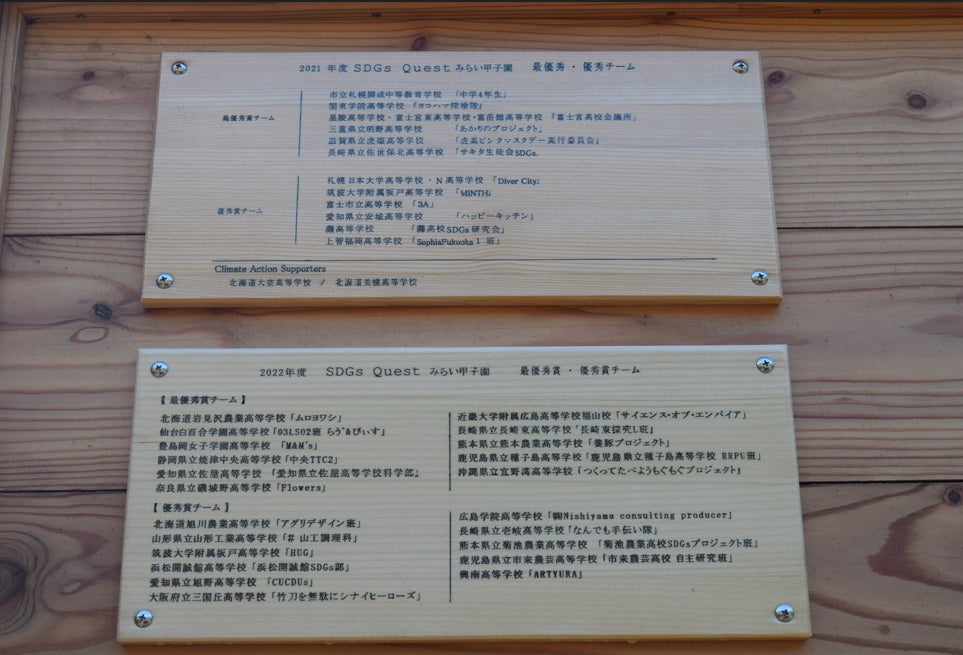 2021 年度 SDGs Quest みらい甲子園 最優秀・優秀チーム
最優秀賞チーム
市立札幌開成中等教育学校 「中学4年生」
関東学院高等学校 「ヨコハマ探検隊」
星陵高等学校・富士宮東高等学校・富岳館高等学校 「富士宮高校会議所」
三重県立明野高等学校 「あかりのプロジェクト」
滋賀県立虎姫高等学校 「虎高ピンクマスクデー実行委員会」
長崎県立佐世保北高等学校 「サキタ生徒会SDGs.
優秀賞チーム
札幌日本大学高等学校・N高等学校 「Diver City」
筑波大学附属坂戸高等学校 「MINTH」
富士市立高等学校 「3A」
愛知県立安城高等学校 「ハッピーキッチン」
灘高等学校 「灘高校SDGs研究会」
上智福岡高等学校 「SophiaFukuoka1 班」
Climate Action Supporters
北海道大空高等学校 / 北海道美幌高等学校
2022年度 SDGs Quest みらい甲子園 最優秀賞・優秀賞チーム
【最優秀賞チーム】
北海道岩見沢農業高等学校「ムロヨワシ」
仙台白百合学園高等学校「03LS02班 らぅ゙&ぴぃす」
豊島岡女子学園高等学校 「M&M's」
静岡県立焼津中央高等学校「中央TTC2」
愛知県立佐屋高等学校 「愛知県立佐屋高等学校科学部」
奈良県立磯城野高等学校「Flowers」
近畿大学附属広島高等学校福山校「サイエンス・オブ・エンパイア」
長崎県立長崎東高等学校「長崎東探究L班」
熊本県立熊本農業高等学校「養豚プロジェクト」
鹿児島県立種子島高等学校「鹿児島県立種子島高等学校 RRPU班」
沖縄県立宜野湾高等学校「つくってたべようもぐもぐプロジェクト」
【優秀賞チーム】
北海道旭川農業高等学校「アグリデザイン班」
山形県立山形工業高等学校「# 山工調理科」
筑波大学附属坂戸高等学校「HUG」
浜松開誠館高等学校「浜松開誠館SDGs部」
愛知県立旭野高等学校「CUCDUs」
大阪府立三国丘高等学校「竹刀を無駄にシナイヒーローズ」
広島学院高等学校「㈱Nishiyama consulting producer」
長崎県立壱岐高等学校「なんでも手伝い隊」
熊本県立菊池農業高等学校 「菊池農業高校SDGsプロジェクト班」
鹿児島県立市来農芸高等学校「市来農芸高校 自主研究班」
興南高等学校「ARTYURA」